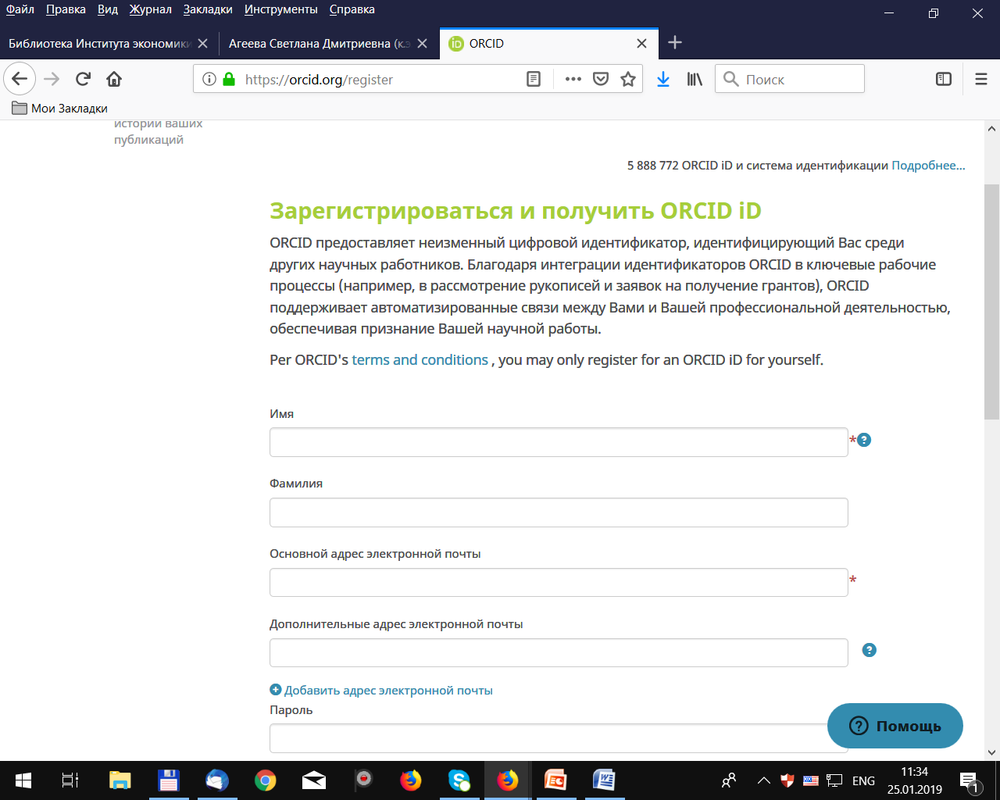 Файл Правка Вид Журнал Закладки Инструменты Справка
Библиотека Института экономики
Агеева Светлана Дмитриевна (к.э
ORCID
https://orcid.org/register
Поиск
Мои Закладки
истории ваших
публикаций
5 888 772 ORCID iD и система идентификации Подробнее...
Зарегистрироваться и получить ORCID iD
ORCID предоставляет неизменный цифровой идентификатор, идентифицирующий Вас среди
других научных работников. Благодаря интеграции идентификаторов ORCID в ключевые рабочие
процессы (например, в рассмотрение рукописей и заявок на получение грантов), ORCID
поддерживает автоматизированные связи между Вами и Вашей профессиональной деятельностью,
обеспечивая признание Вашей научной работы.
Per ORCID's terms and conditions , you may only register for an ORCID iD for yourself.
Имя
*
Фамилия
Основной адрес электронной почты
*
Дополнительные адрес электронной почты
Добавить адрес электронной почты
Пароль
Помощь
ENG
11:34
25.01.2019
1